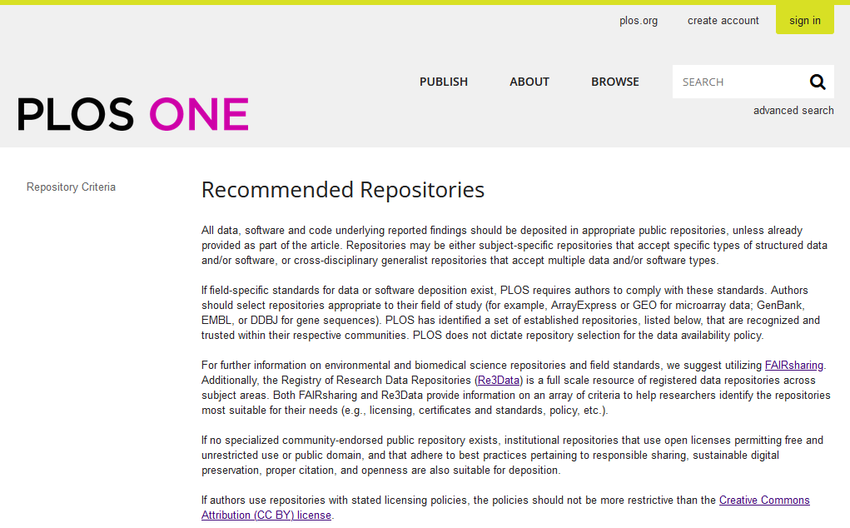 plos.org create account sign in
PUBLISH ABOUT BROWSE SEARCH
advanced search
PLOS ONE
Repository Criteria
Recommended Repositories
All data, software and code underlying reported findings should be deposited in appropriate public repositories, unless already
provided as part of the article. Repositories may be either subject-specific repositories that accept specific types of structured data
and/or software, or cross-disciplinary generalist repositories that accept multiple data and/or software types.
If field-specific standards for data or software deposition exist, PLOS requires authors to comply with these standards. Authors
should select repositories appropriate to their field of study (for example, ArrayExpress or GEO for microarray data; GenBank,
EMBL, or DDBJ for gene sequences). PLOS has identified a set of established repositories, listed below, that are recognized and
trusted within their respective communities. PLOS does not dictate repository selection for the data availability policy.
For further information on environmental and biomedical science repositories and field standards, we suggest utilizing FAIRsharing.
Additionally, the Registry of Research Data Repositories (Re3Data) is a full scale resource of registered data repositories across
subject areas. Both FAIRsharing and Re3Data provide information on an array of criteria to help researchers identify the repositories
most suitable for their needs (e.g., licensing, certificates and standards, policy, etc.).
If no specialized community-endorsed public repository exists, institutional repositories that use open licenses permitting free and
unrestricted use or public domain, and that adhere to best practices pertaining to responsible sharing, sustainable digital
preservation, proper citation, and openness are also suitable for deposition.
If authors use repositories with stated licensing policies, the policies should not be more restrictive than the Creative Commons
Attribution (CC BY) license.